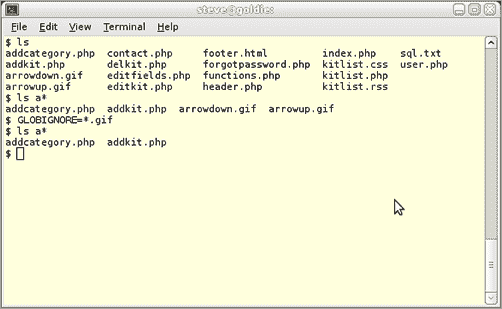 steve@goldie:
File Edit View Terminal Help
$ ls
addcategory.php contact.php footer.html index.php sql.txt
addkit.php delkit.php forgotpassword.php kitlist.css user.php
arrowdown.gif editfields.php functions.php kitlist.php
arrowup.gif editkit.php header.php kitlist.rss
$ ls a*
addcategory.php addkit.php arrowdown.gif arrowup.gif
$ GLOBIGNORE=*.gif
$ ls a*
addcategory.php addkit.php
$